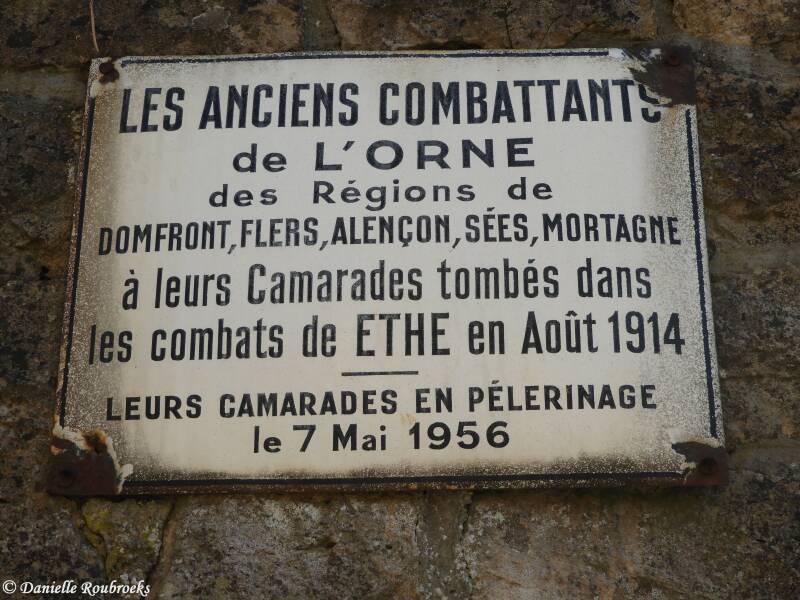 LES ANCIENS COMBATTANTS
de L'ORNE
des Régions de
DOMFRONT, FLERS, ALENÇON, SÉES, MORTAGNE
à leurs Camarades tombés dans
les combats de ETHE en Août 1914
LEURS CAMARADES EN PÉLERINAGE
le 7 Mai 1956
© Danielle Roubroeks